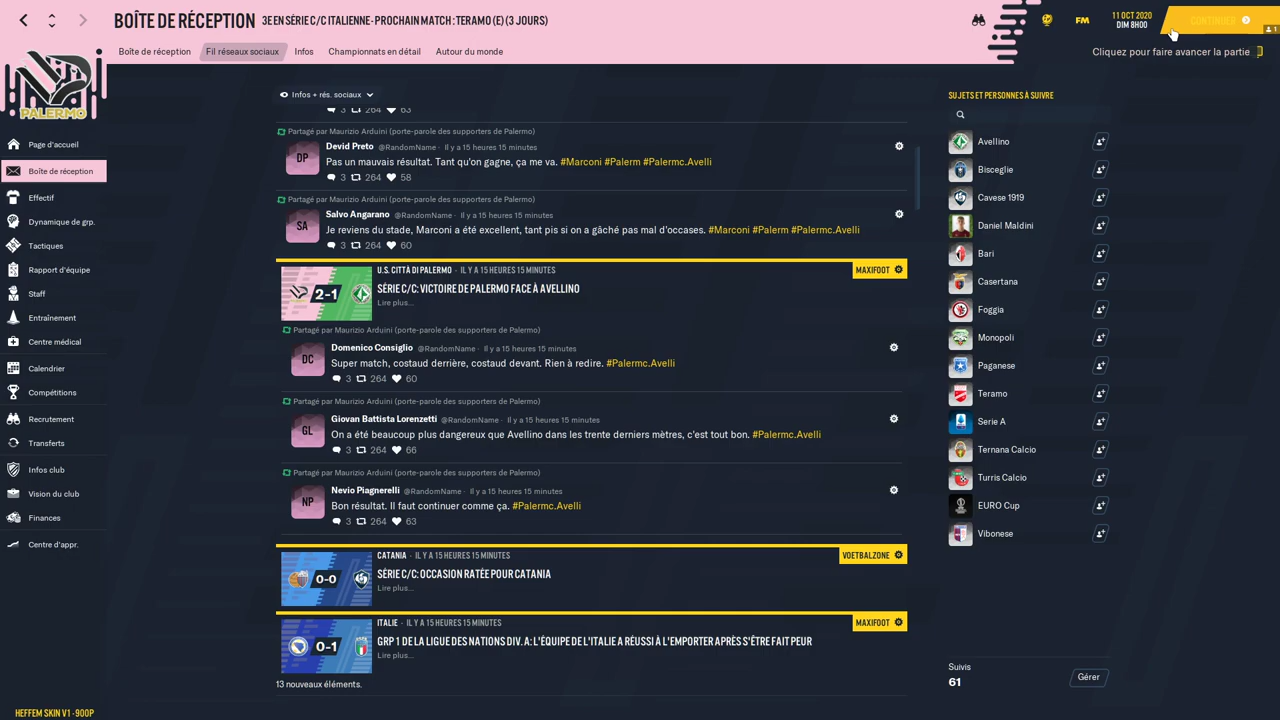 BOÎTE DE RÉCEPTION
3E EN SÉRIE C/C ITALIENNE - PROCHAIN MATCH : TERAMO (E) (3 JOURS)
FM
11 OCT 2020
DIM 8H00
CONTINUER
1
Boîte de réception
Fil réseaux sociaux
Infos
Championnats en détail
Autour du monde
Cliquez pour faire avancer la partie
PALERMO
Page d'accueil
Boîte de réception
Effectif
Dynamique de grp.
Tactiques
Rapport d'équipe
Staff
Entraînement
Centre médical
Calendrier
Compétitions
Recrutement
Transferts
Infos club
Vision du club
Finances
Centre d'appr.
HEFFEM SKIN V1 - 900P
Infos + rés. sociaux
3 264 63
Partagé par Maurizio Arduini (porte-parole des supporters de Palermo)
DP
Devid Preto @RandomName · Il y a 15 heures 15 minutes
Pas un mauvais résultat. Tant qu'on gagne, ça me va. #Marconi #Palerm #Palermc.Avelli
3 264 58
Partagé par Maurizio Arduini (porte-parole des supporters de Palermo)
SA
Salvo Angarano @RandomName · Il y a 15 heures 15 minutes
Je reviens du stade, Marconi a été excellent, tant pis si on a gâché pas mal d'occases. #Marconi #Palerm #Palermc.Avelli
3 264 60
U.S. CITTÀ DI PALERMO · IL Y A 15 HEURES 15 MINUTES
MAXIFOOT
2-1
SÉRIE C/C: VICTOIRE DE PALERMO FACE À AVELLINO
Lire plus...
Partagé par Maurizio Arduini (porte-parole des supporters de Palermo)
DC
Domenico Consiglio @RandomName · Il y a 15 heures 15 minutes
Super match, costaud derrière, costaud devant. Rien à redire. #Palermc.Avelli
3 264 60
Partagé par Maurizio Arduini (porte-parole des supporters de Palermo)
GL
Giovan Battista Lorenzetti @RandomName · Il y a 15 heures 15 minutes
On a été beaucoup plus dangereux que Avellino dans les trente derniers mètres, c'est tout bon. #Palermc.Avelli
3 264 66
Partagé par Maurizio Arduini (porte-parole des supporters de Palermo)
NP
Nevio Piagnerelli @RandomName · Il y a 15 heures 15 minutes
Bon résultat. Il faut continuer comme ça. #Palermc.Avelli
3 264 63
CATANIA · IL Y A 15 HEURES 15 MINUTES
VOETBALZONE
0-0
SÉRIE C/C: OCCASION RATÉE POUR CATANIA
Lire plus...
ITALIE · IL Y A 15 HEURES 15 MINUTES
MAXIFOOT
0-1
GRP 1 DE LA LIGUE DES NATIONS DIV. A: L'ÉQUIPE DE L'ITALIE A RÉUSSI À L'EMPORTER APRÈS S'ÊTRE FAIT PEUR
Lire plus...
13 nouveaux éléments.
SUJETS ET PERSONNES À SUIVRE
Avellino
Bisceglie
Cavese 1919
Daniel Maldini
Bari
Casertana
Foggia
Monopoli
Paganese
Teramo
Serie A
Ternana Calcio
Turris Calcio
EURO Cup
Vibonese
Suivis
61
Gérer